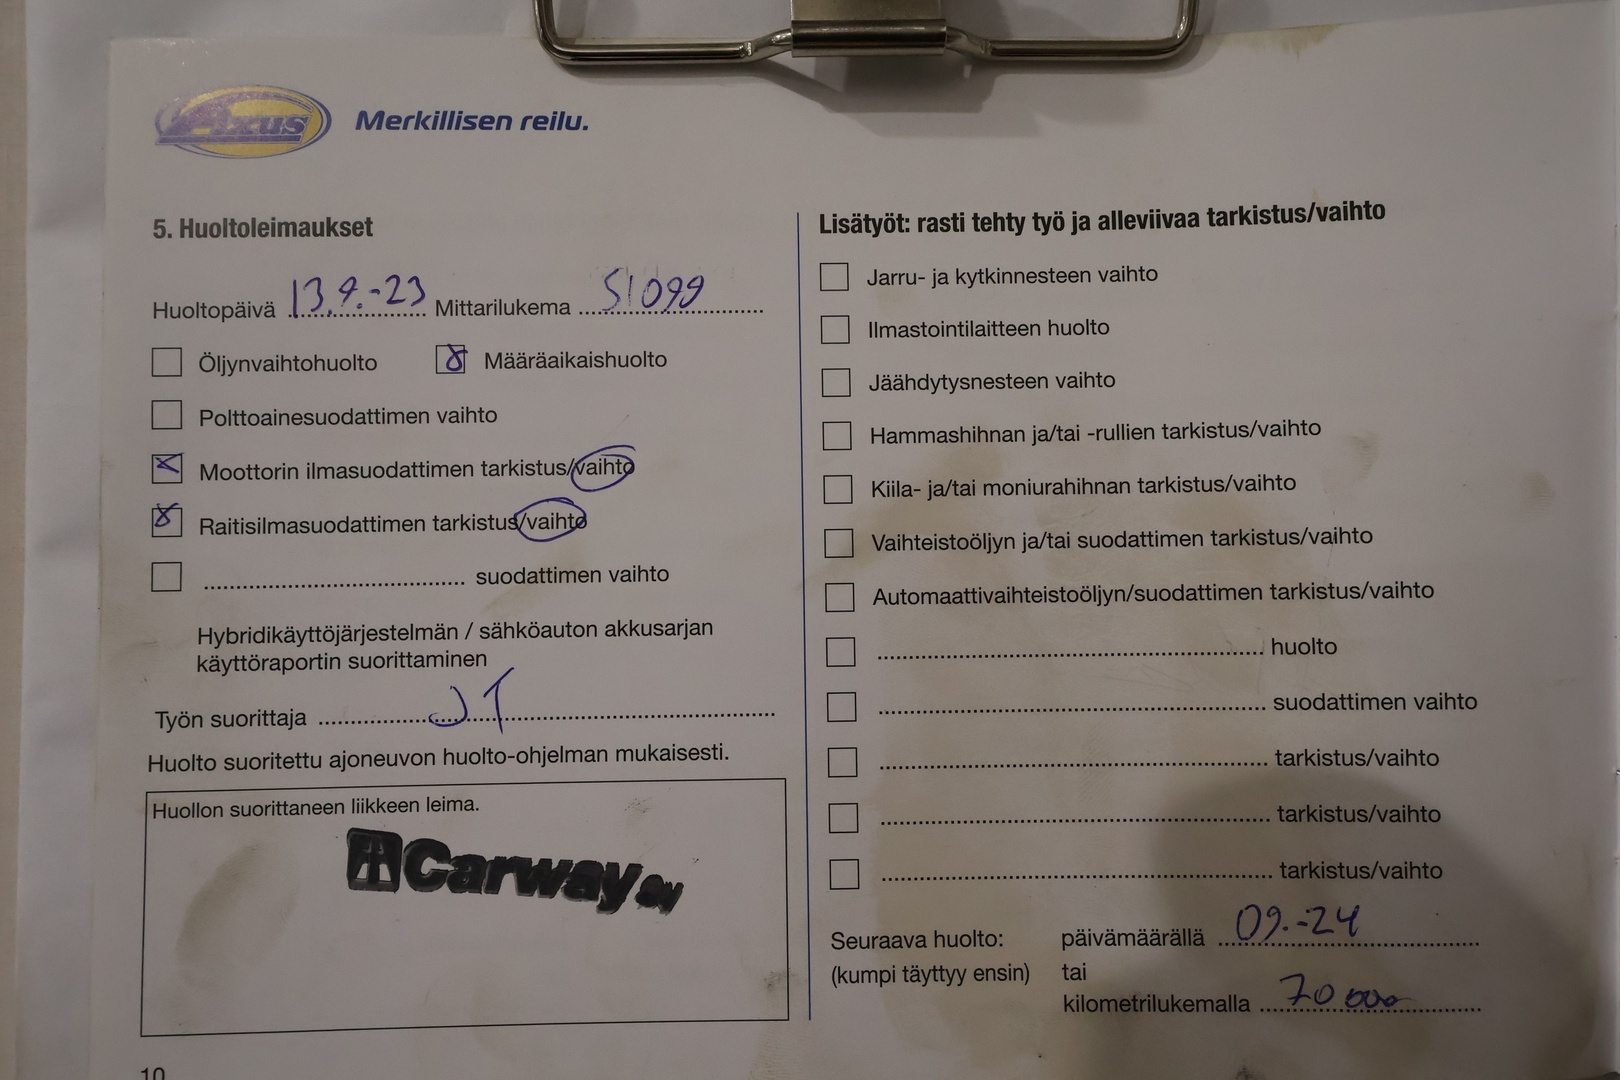 Axus
Merkillisen reilu.
5. Huoltoleimaukset
Huoltopäivä 13.9.-23 Mittarilukema 51099
Öljynvaihtohuolto Määräaikaishuolto
Polttoainesuodattimen vaihto
Moottorin ilmasuodattimen tarkistus/vaihto
Raitisilmasuodattimen tarkistus/vaihto
suodattimen vaihto
Hybridikäyttöjärjestelmän / sähköauton akkusarjan
käyttöraportin suorittaminen
Työn suorittaja JT
Huolto suoritettu ajoneuvon huolto-ohjelman mukaisesti.
Huollon suorittaneen liikkeen leima.
Carway oy
10
Lisätyöt: rasti tehty työ ja alleviivaa tarkistus/vaihto
Jarru- ja kytkinnesteen vaihto
Ilmastointilaitteen huolto
Jäähdytysnesteen vaihto
Hammashihnan ja/tai -rullien tarkistus/vaihto
Kiila- ja/tai moniurahihnan tarkistus/vaihto
Vaihteistoöljyn ja/tai suodattimen tarkistus/vaihto
Automaattivaihteistoöljyn/suodattimen tarkistus/vaihto
huolto
suodattimen vaihto
tarkistus/vaihto
tarkistus/vaihto
tarkistus/vaihto
Seuraava huolto: päivämäärällä 09.-24
(kumpi täyttyy ensin) tai
kilometrilukemalla 70 000